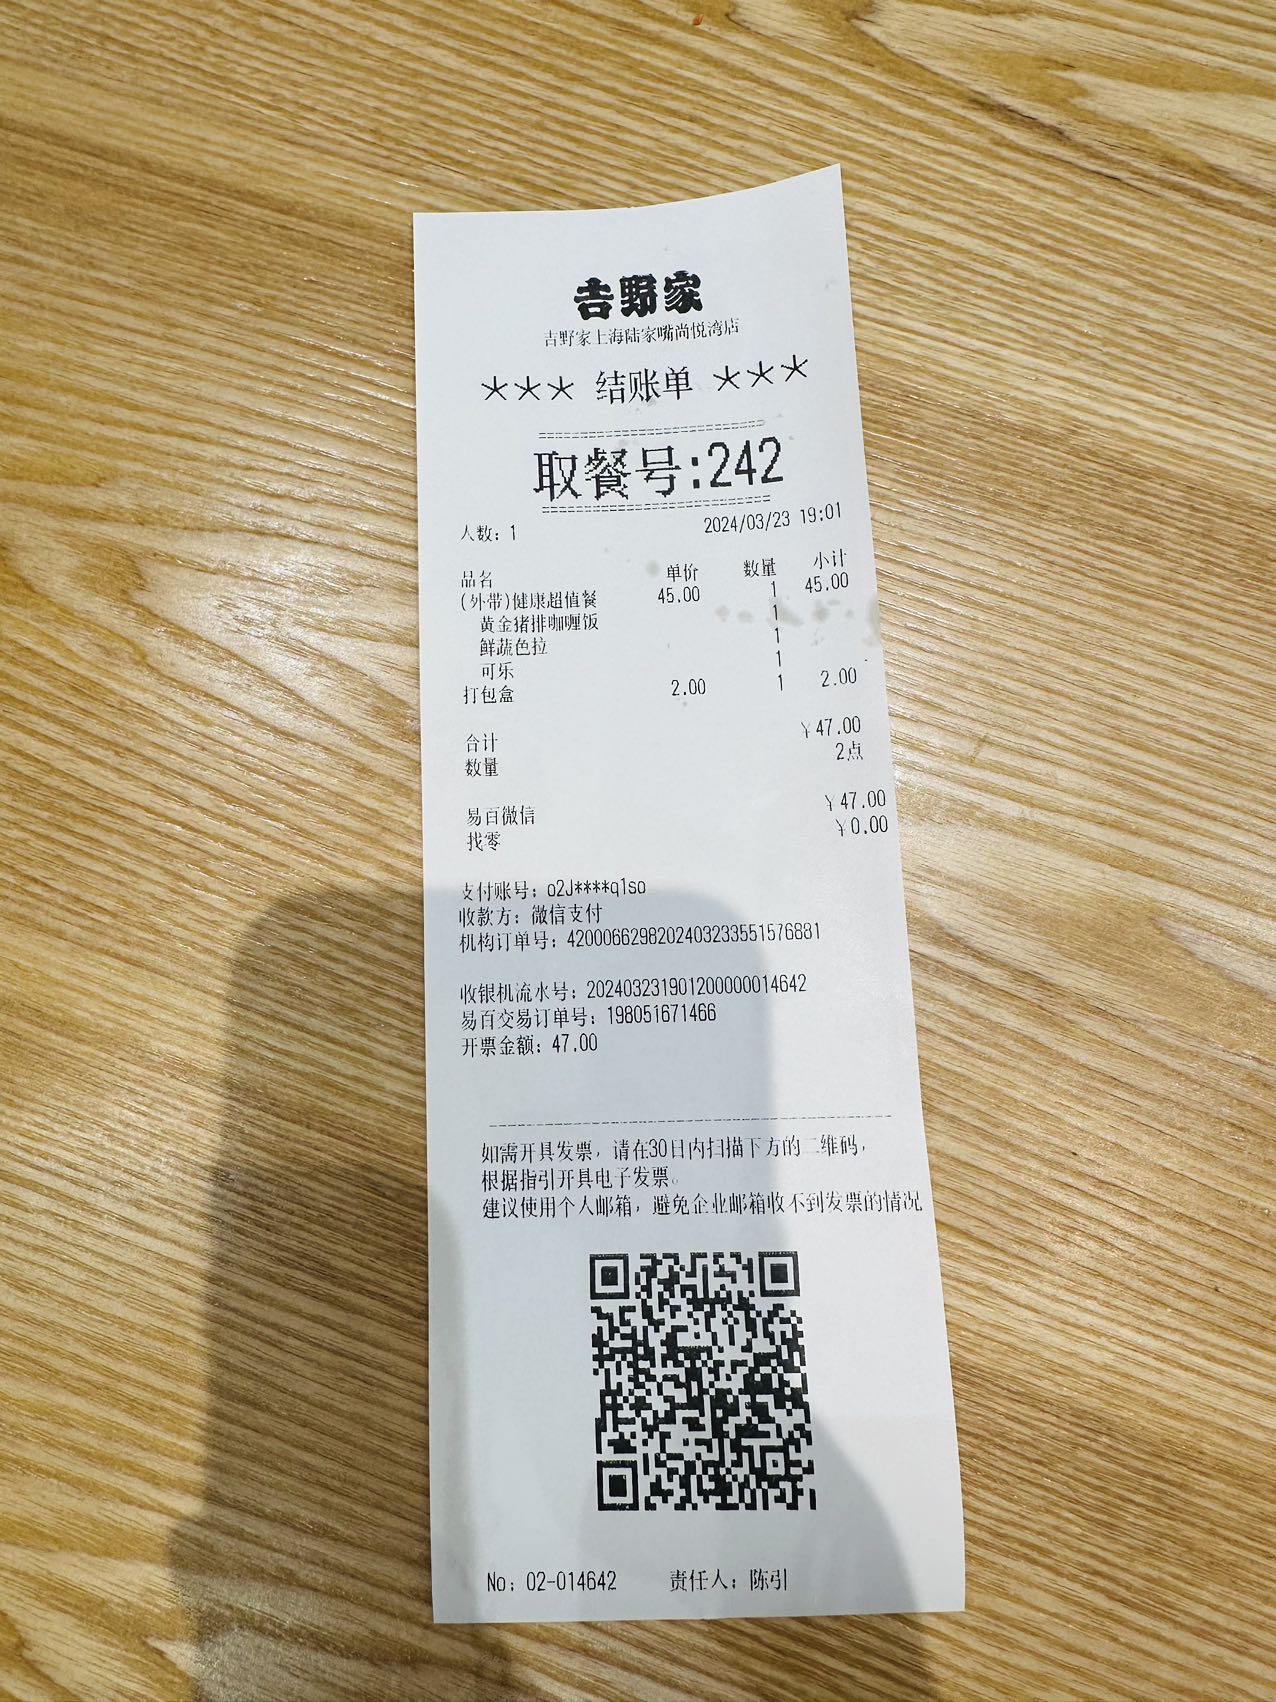 吉野家
吉野家上海陆家嘴尚悦湾店
*** 结账单 ***
取餐号:242
人数: 1 2024/03/23 19:01
品名 单价 数量 小计
(外带)健康超值餐 45.00 1 45.00
黄金猪排咖喱饭 1
鲜蔬色拉 1
可乐 1
打包盒 2.00 1 2.00
合计 ¥47.00
数量 2点
易百微信 ¥47.00
找零 ¥0.00
支付账号: o2J****q1so
收款方: 微信支付
机构订单号: 4200066298202403233551576881
收银机流水号: 2024032319012000000014642
易百交易订单号: 198051671466
开票金额: 47.00
如需开具发票, 请在30日内扫描下方的二维码,
根据指引开具电子发票。
建议使用个人邮箱, 避免企业邮箱收不到发票的情况
No: 02-014642 责任人: 陈引